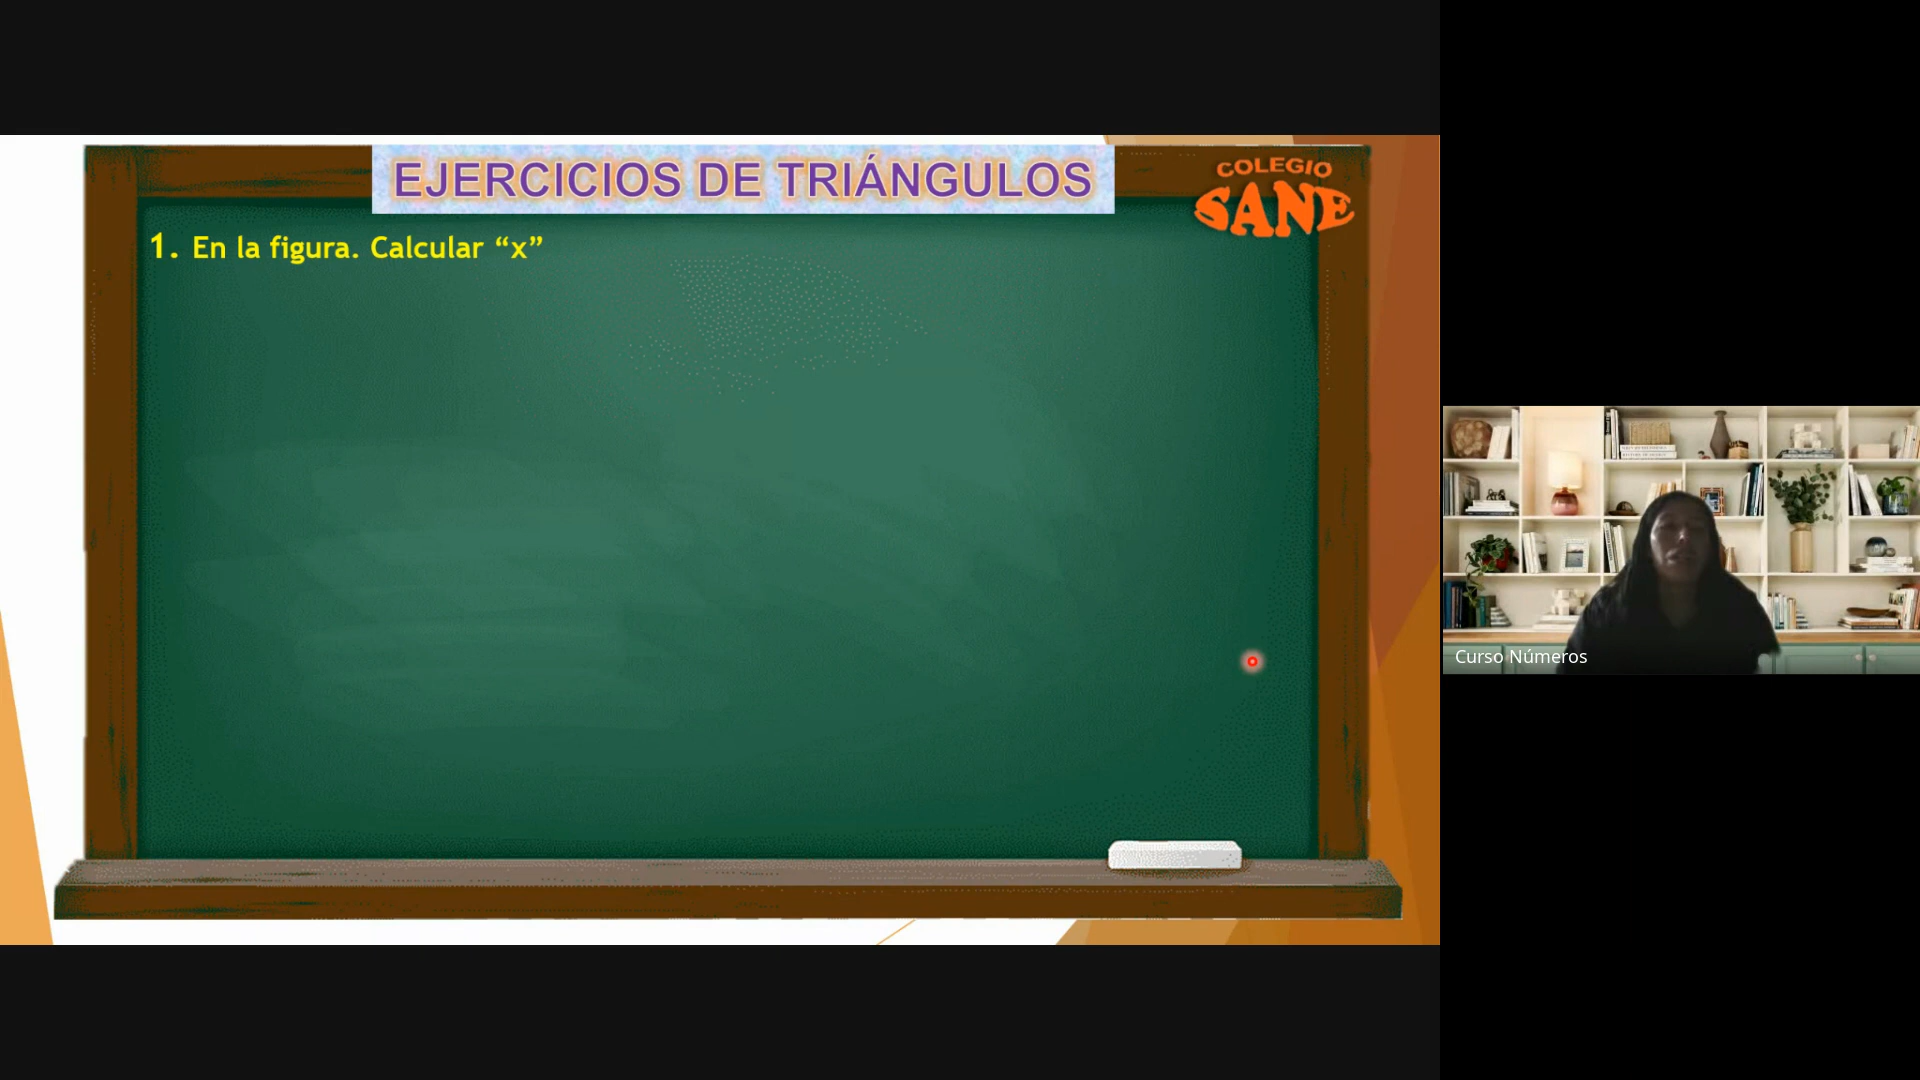 EJERCICIOS DE TRIÁNGULOS
COLEGIO
SANE
1. En la figura. Calcular “x”
Curso Números